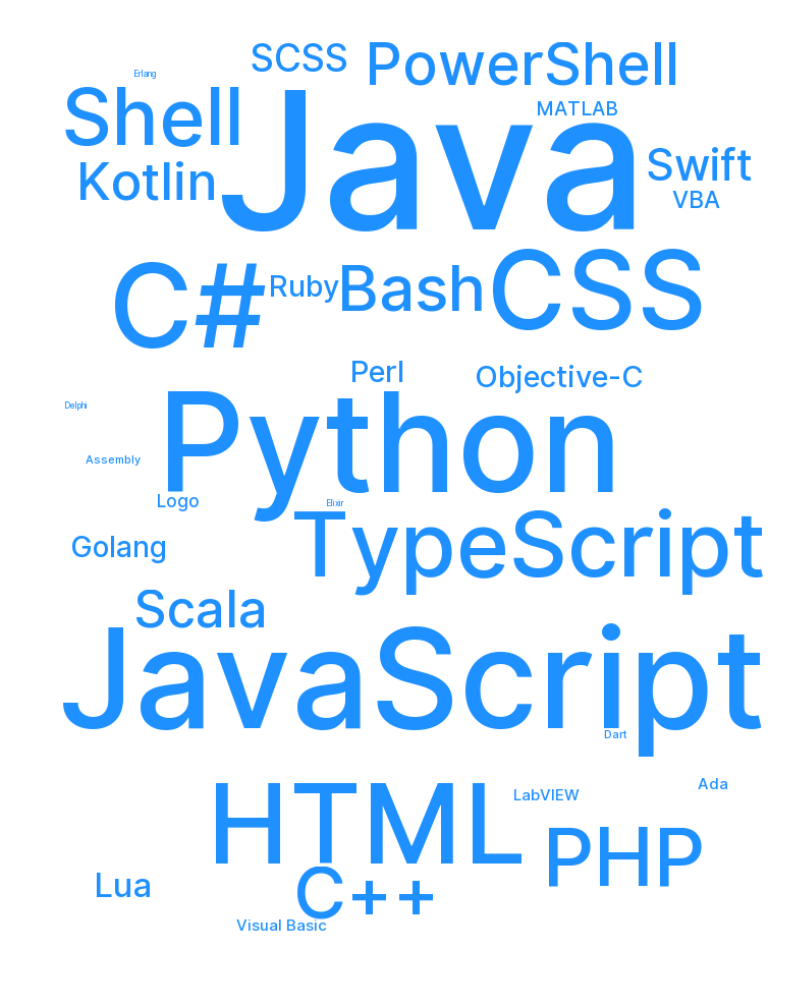 SCSS
PowerShell
Erlang
Shell
Java
MATLAB
Kotlin
Swift
VBA
C#
Ruby
Bash
CSS
Perl
Objective-C
Delphi
Python
Assembly
Logo
Elixir
Golang
TypeScript
Scala
JavaScript
Dart
HTML
LabVIEW
Ada
PHP
Lua
C++
Visual Basic